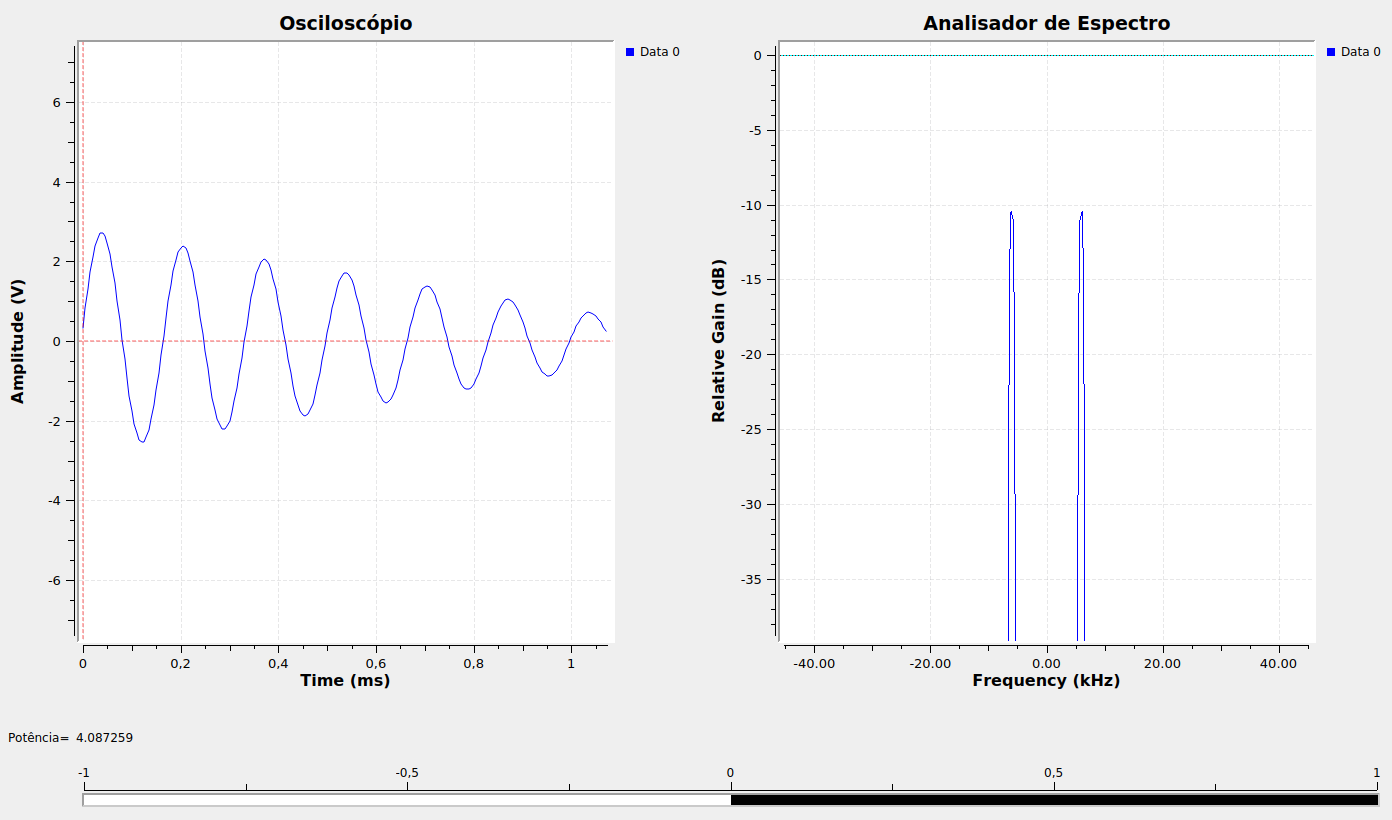 Osciloscópio
Data 0
Amplitude (V)
6
4
2
0
-2
-4
-6
0 0,2 0,4 0,6 0,8 1
Time (ms)
Analisador de Espectro
Data 0
Relative Gain (dB)
0
-5
-10
-15
-20
-25
-30
-35
-40.00 -20.00 0.00 20.00 40.00
Frequency (kHz)
Potência= 4.087259
-1 -0,5 0 0,5 1